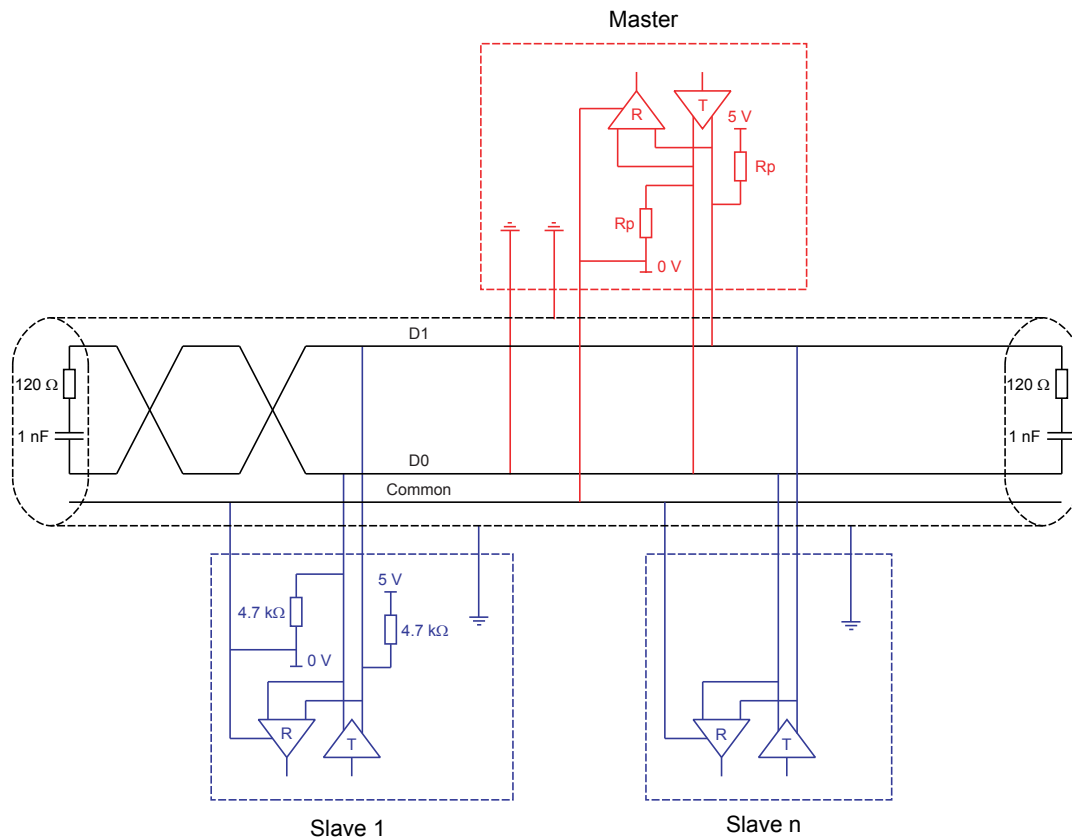 Master
R
T
5 V
Rp
Rp
0 V
D1
120 Ω
120 Ω
1 nF
1 nF
D0
Common
5 V
4.7 kΩ
4.7 kΩ
0 V
R
T
R
T
Slave 1
Slave n